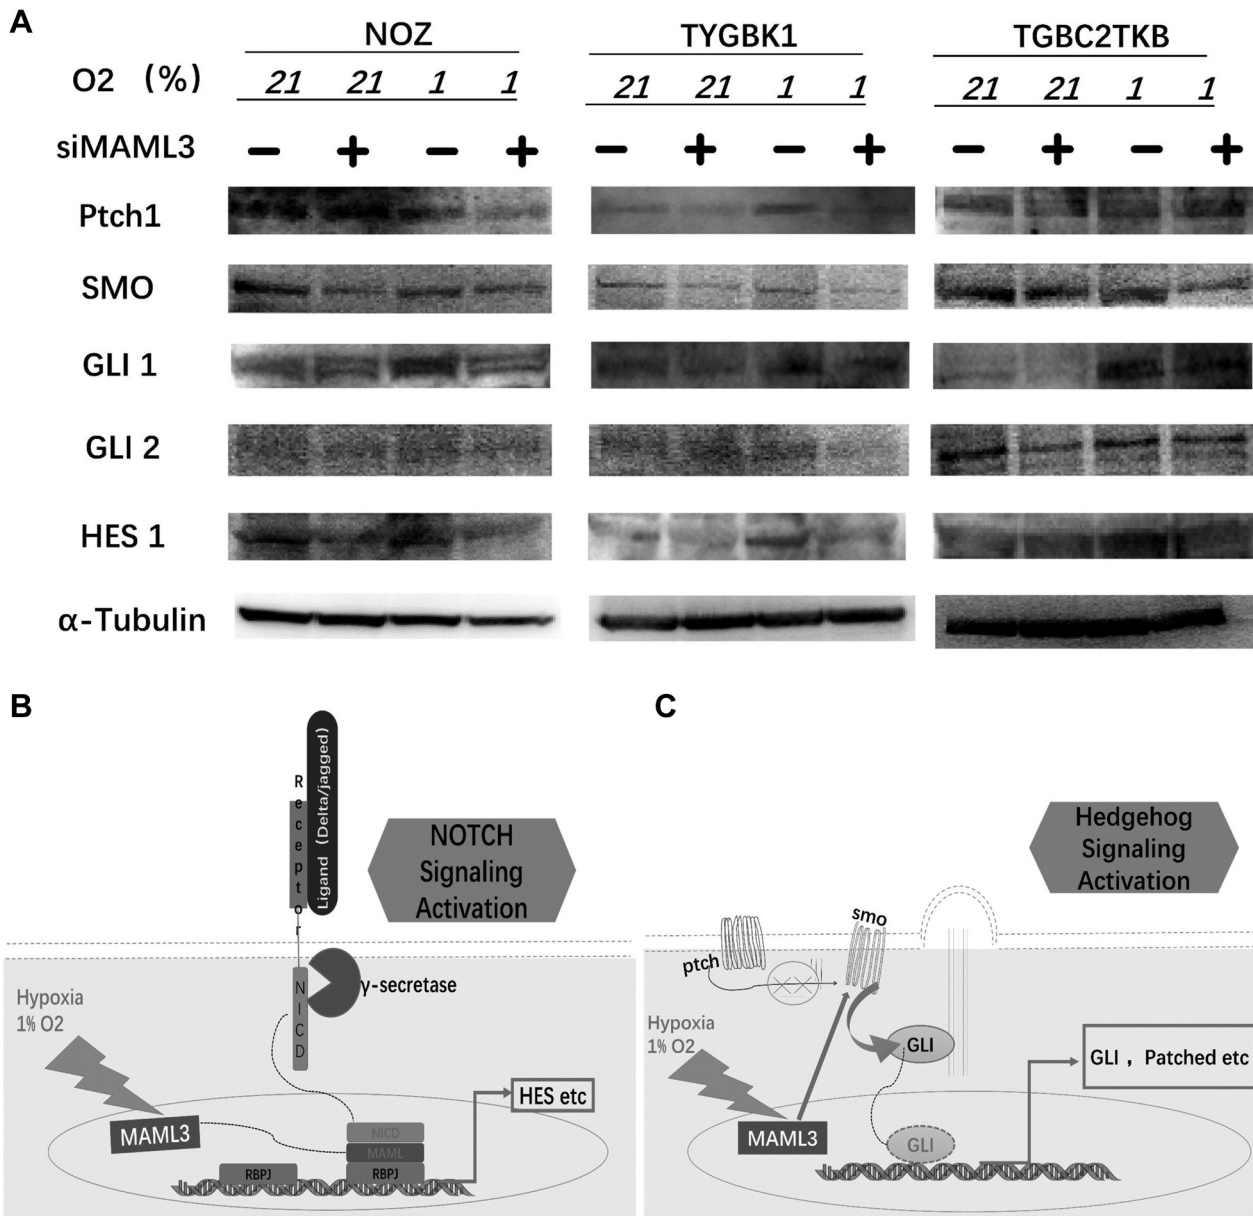 A
NOZ TYGBK1 TGBC2TKB
O2 (%) 21 21 1 1 21 21 1 1 21 21 1 1
siMAML3 − + − + − + − + − + − +
Ptch1
SMO
GLI 1
GLI 2
HES 1
α-Tubulin
B
Receptor
Ligand (Delta/jagged)
NOTCH
Signaling
Activation
NICD
γ-secretase
Hypoxia
1% O2
MAML3
HES etc
NICD
MAML
RBPJ
RBPJ
C
Hedgehog
Signaling
Activation
smo
ptch
Hypoxia
1% O2
GLI
GLI , Patched etc
MAML3
GLI